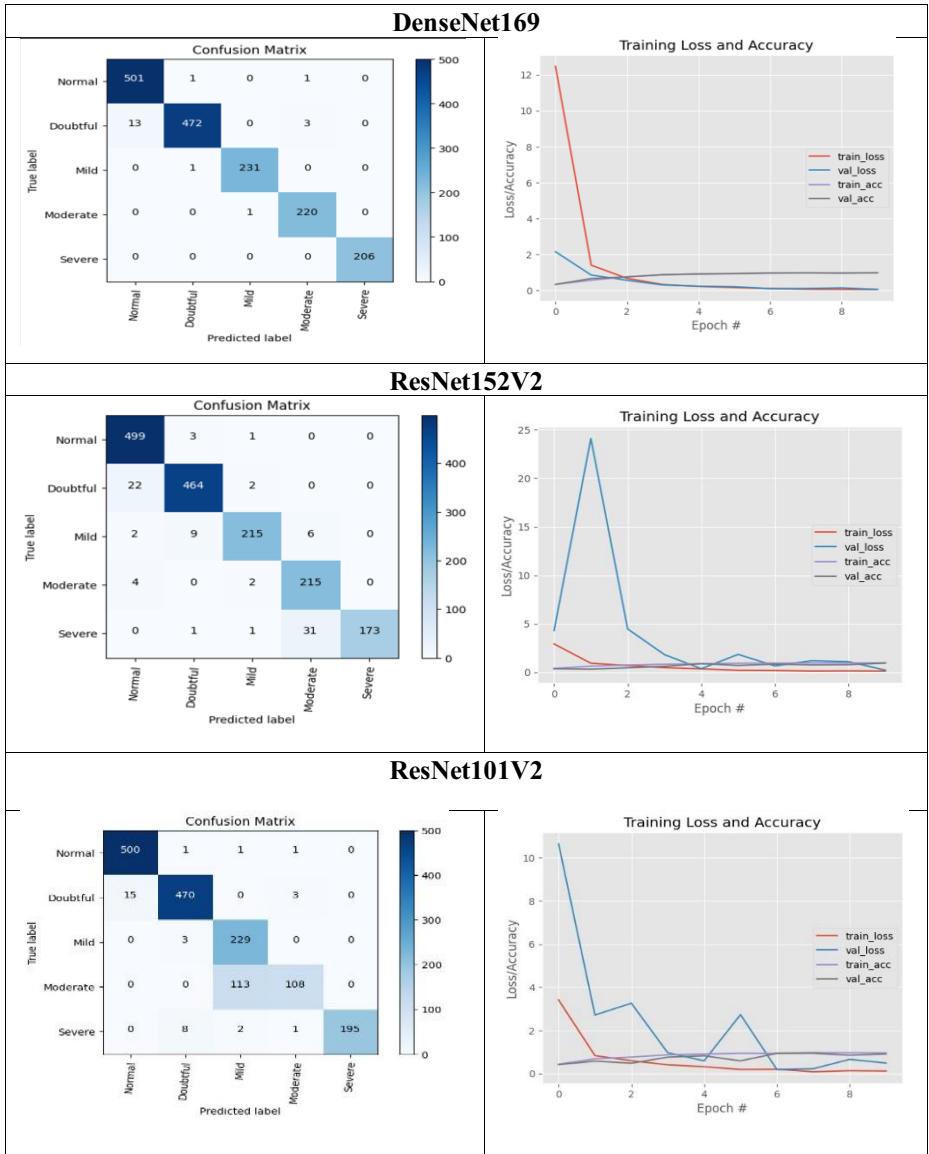 DenseNet169
Confusion Matrix
True label
Normal 501 1 0 1 0
Doubtful 13 472 0 3 0
Mild 0 1 231 0 0
Moderate 0 0 1 220 0
Severe 0 0 0 0 206
Normal Doubtful Mild Moderate Severe
Predicted label
500
400
300
200
100
0
Training Loss and Accuracy
Loss/Accuracy
12
10
8
6
4
2
0
train_loss
val_loss
train_acc
val_acc
0 2 4 6 8
Epoch #
ResNet152V2
Confusion Matrix
True label
Normal 499 3 1 0 0
Doubtful 22 464 2 0 0
Mild 2 9 215 6 0
Moderate 4 0 2 215 0
Severe 0 1 1 31 173
Normal Doubtful Mild Moderate Severe
Predicted label
400
300
200
100
0
Training Loss and Accuracy
Loss/Accuracy
25
20
15
10
5
0
train_loss
val_loss
train_acc
val_acc
0 2 4 6 8
Epoch #
ResNet101V2
Confusion Matrix
True label
Normal 500 1 1 1 0
Doubtful 15 470 0 3 0
Mild 0 3 229 0 0
Moderate 0 0 113 108 0
Severe 0 8 2 1 195
Normal Doubtful Mild Moderate Severe
Predicted label
500
400
300
200
100
0
Training Loss and Accuracy
Loss/Accuracy
10
8
6
4
2
0
train_loss
val_loss
train_acc
val_acc
0 2 4 6 8
Epoch #